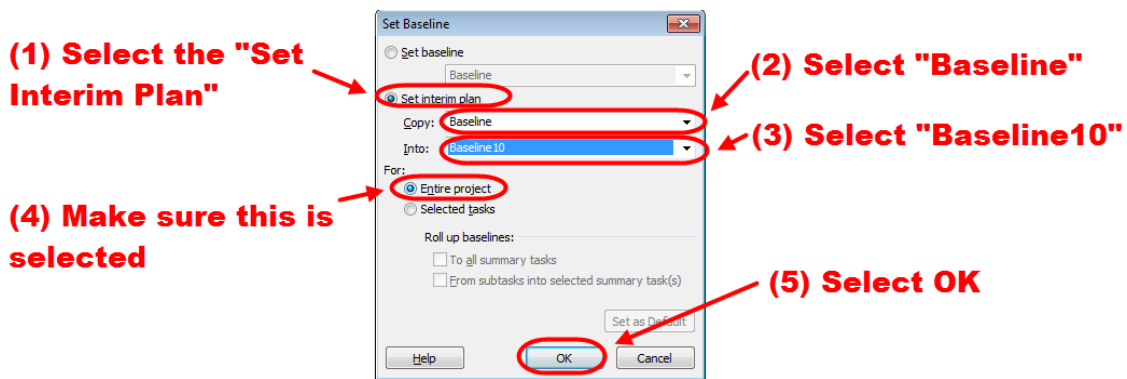 Set Baseline
(1) Select the "Set
Interim Plan"
Set baseline
Baseline
(2) Select "Baseline"
Set interim plan
Copy: Baseline
Into: Baseline10
(3) Select "Baseline10"
For:
Entire project
Selected tasks
(4) Make sure this is
selected
Roll up baselines:
To all summary tasks
From subtasks into selected summary task(s)
(5) Select OK
Set as Default
Help
OK
Cancel